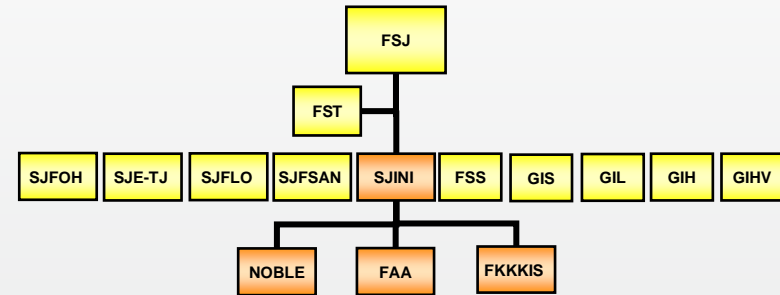 FSJ
FST
SJFOH SJE-TJ SJFLO SJFSAN SJINI FSS GIS GIL GIH GIHV
NOBLE FAA FKKKIS